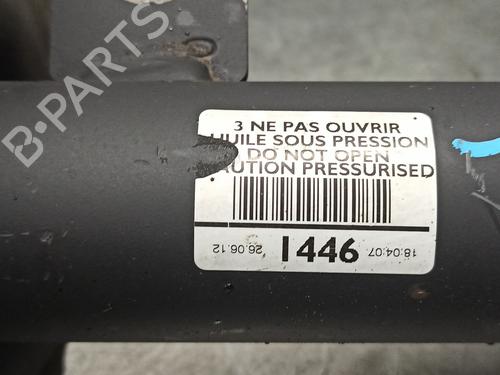 3 NE PAS OUVRIR
HUILE SOUS PRESSION
DO NOT OPEN
CAUTION PRESSURISED
26.06.12
1446
18:04:07
B-PARTS